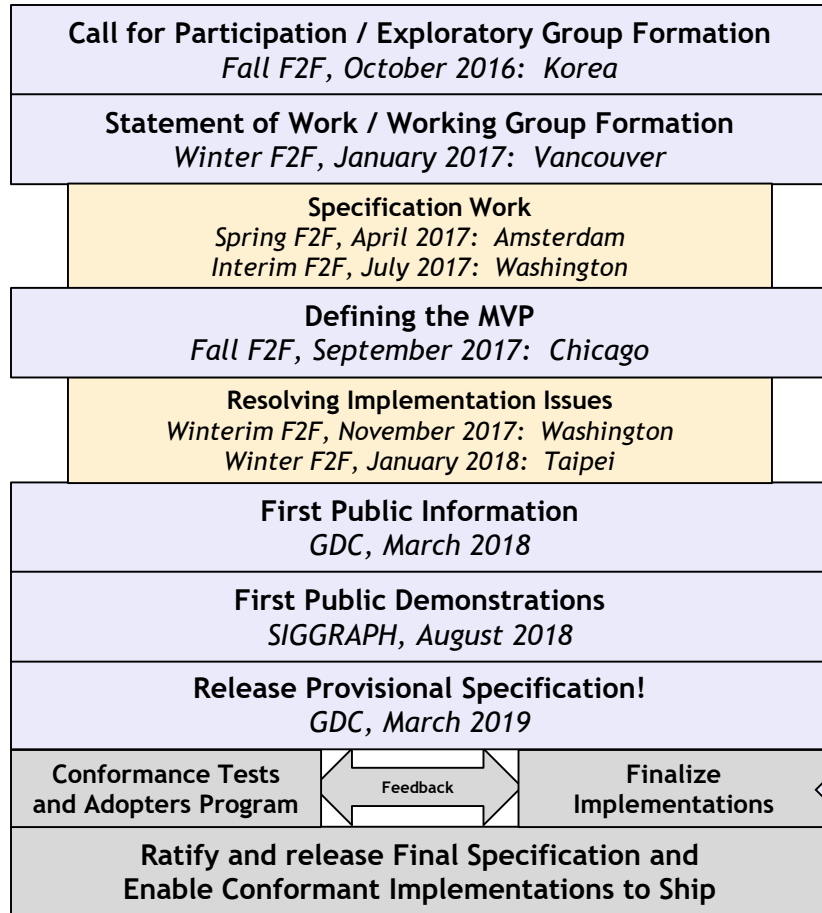 Call for Participation / Exploratory Group Formation
Fall F2F, October 2016:  Korea
Statement of Work / Working Group Formation
Winter F2F, January 2017:  Vancouver
Specification Work
Spring F2F, April 2017:  Amsterdam
Interim F2F, July 2017:  Washington
Defining the MVP
Fall F2F, September 2017:  Chicago
Resolving Implementation Issues
Winterim F2F, November 2017:  Washington
Winter F2F, January 2018:  Taipei
First Public Information
GDC, March 2018
First Public Demonstrations
SIGGRAPH, August 2018
Release Provisional Specification!
GDC, March 2019
Conformance Tests
and Adopters Program
Feedback
Finalize
Implementations
Ratify and release Final Specification and
Enable Conformant Implementations to Ship